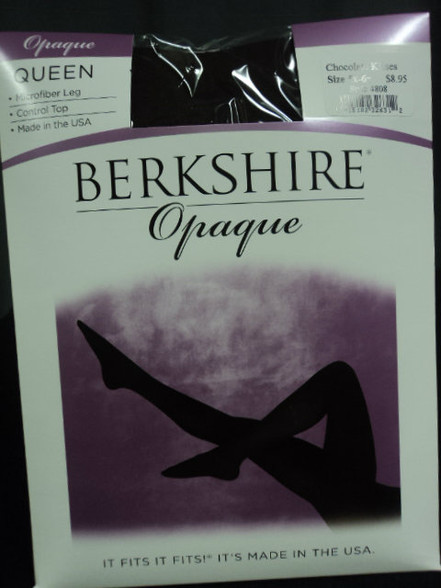 Opaque
QUEEN
• Microfiber Leg
• Control Top
• Made in the USA
Chocolate Kisses
Size
$8.95
BERKSHIRE®
Opaque
IT FITS IT FITS!® IT'S MADE IN THE USA.